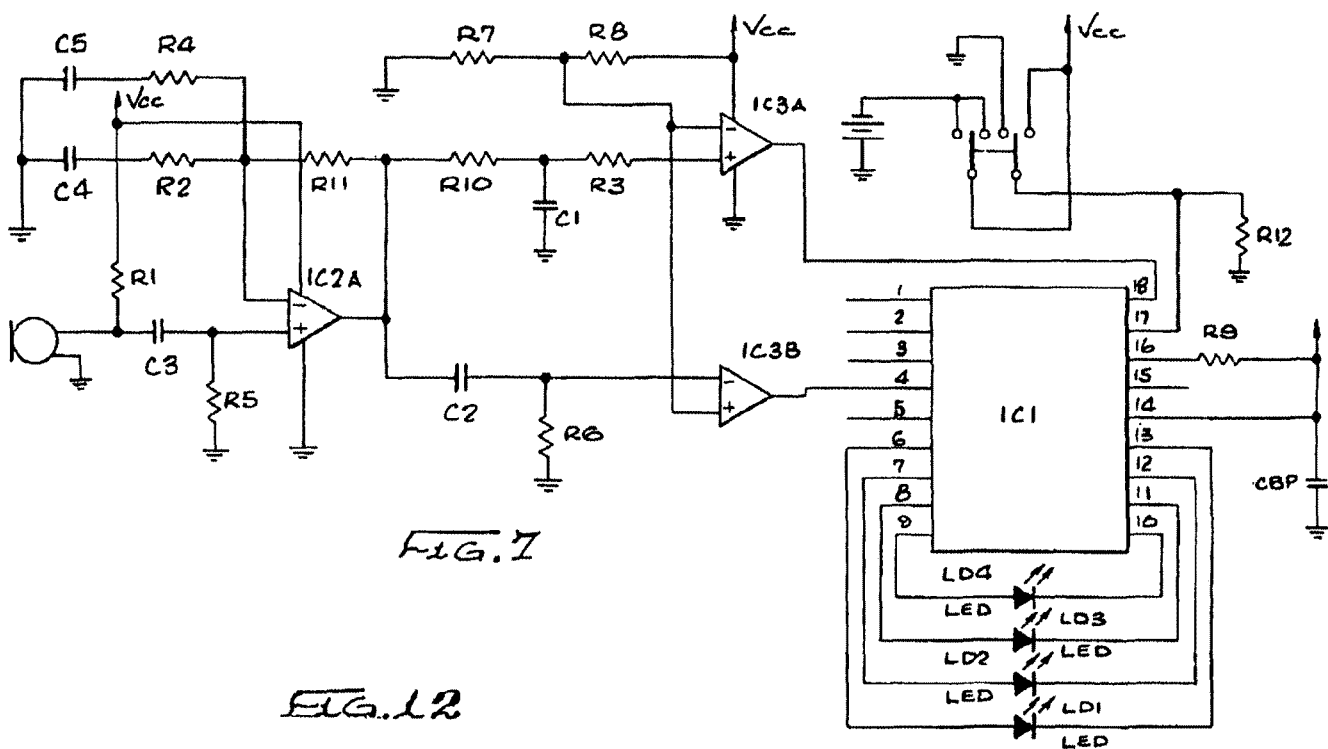 C5
R4
R7
R8
Vcc
Vcc
Vcc
IC3A
C4
R2
R11
R10
R3
C1
R12
R1
IC2A
C3
R5
C2
R6
IC3B
IC1
1
2
3
4
5
6
7
8
9
18
17
16
15
14
13
12
11
10
R9
CBP
FIG. 7
LD4
LED
LD3
LED
LD2
LED
LD1
LED
FIG. 12